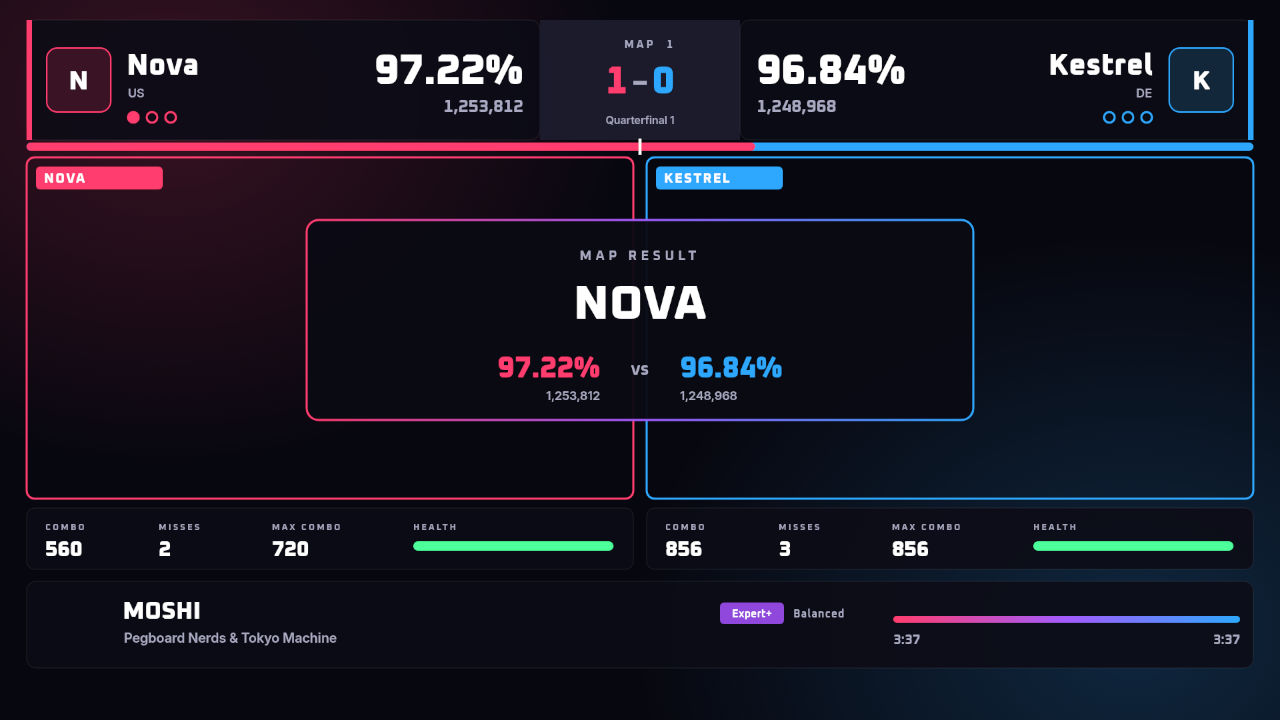 N
Nova
US
97.22%
1,253,812
MAP 1
1 – 0
Quarterfinal 1
96.84%
1,248,968
Kestrel
DE
K
NOVA
KESTREL
MAP RESULT
NOVA
97.22% VS 96.84%
1,253,812 1,248,968
COMBO MISSES MAX COMBO HEALTH
560 2 720
COMBO MISSES MAX COMBO HEALTH
856 3 856
MOSHI
Pegboard Nerds & Tokyo Machine
Expert+ Balanced
3:37 3:37